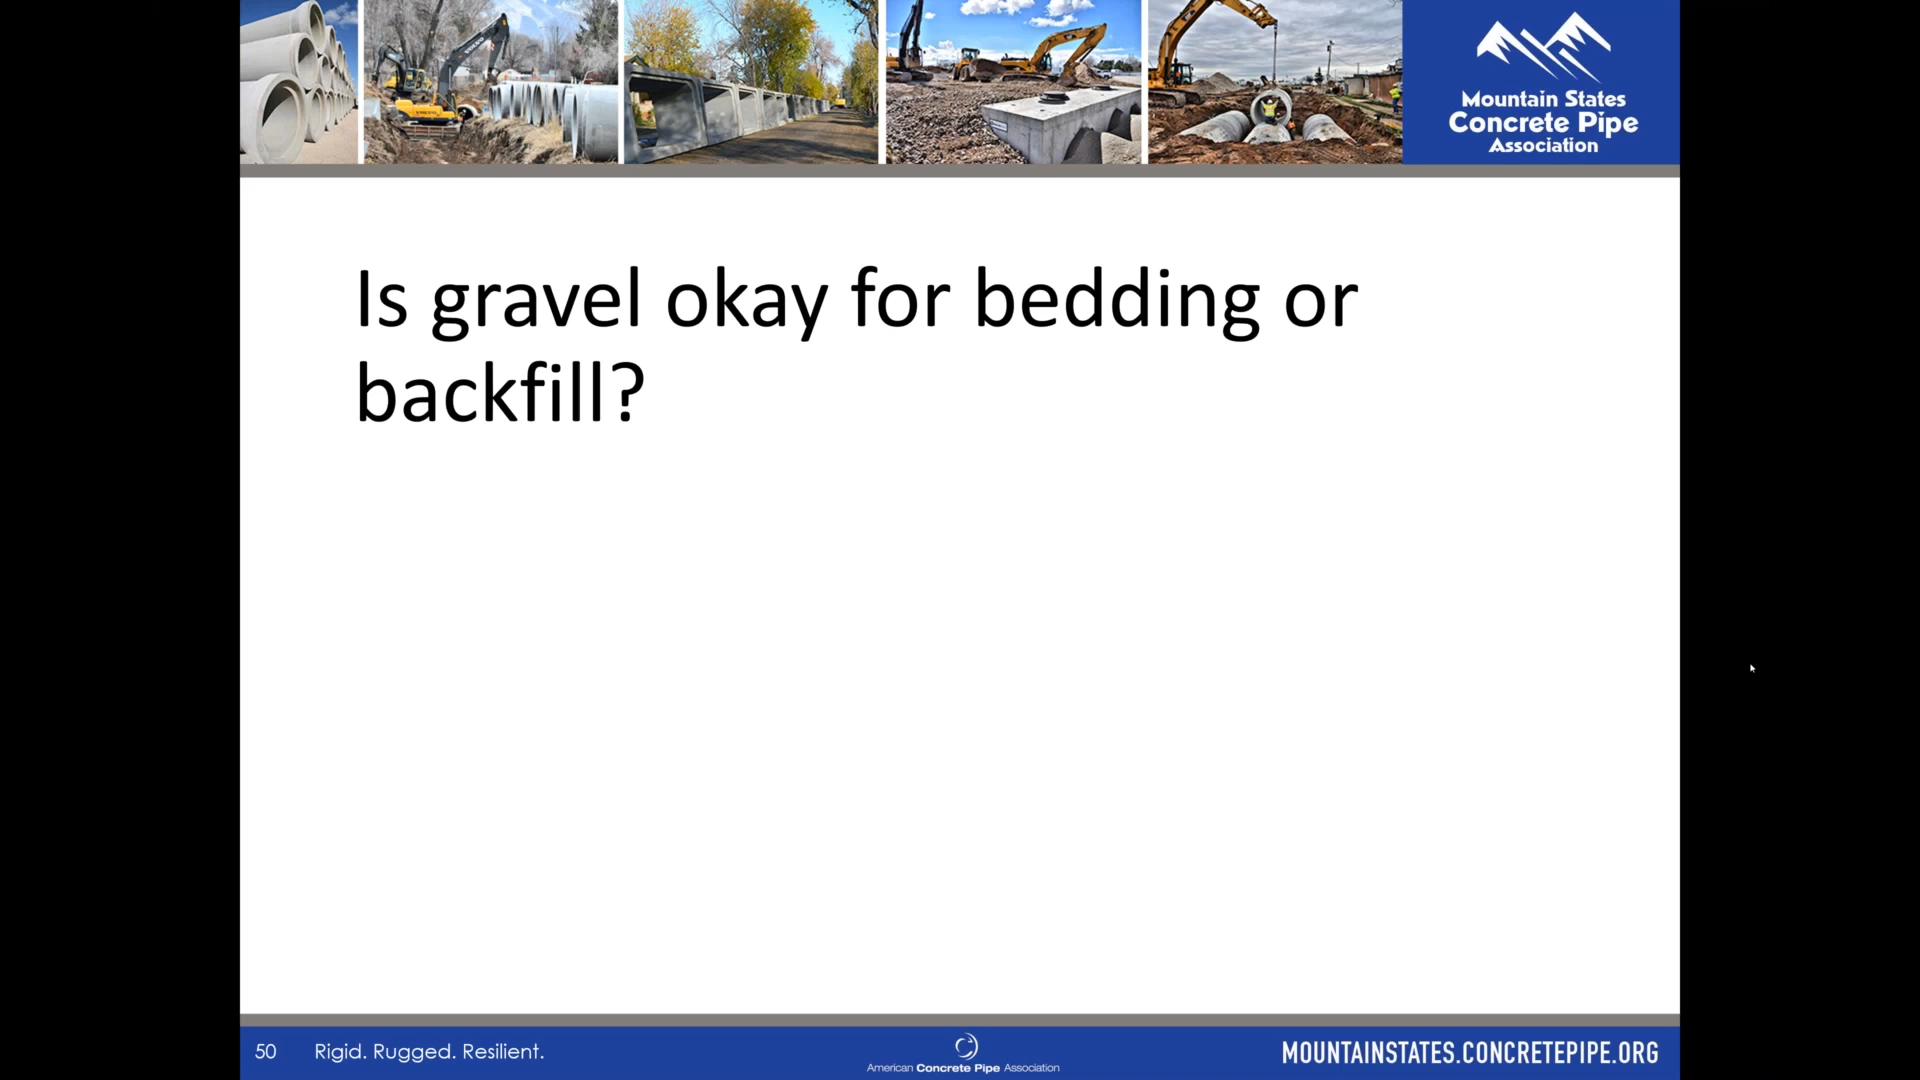 Mountain States
Concrete Pipe
Association
Is gravel okay for bedding or
backfill?
50 Rigid. Rugged. Resilient.
American Concrete Pipe Association
MOUNTAINSTATES.CONCRETEPIPE.ORG